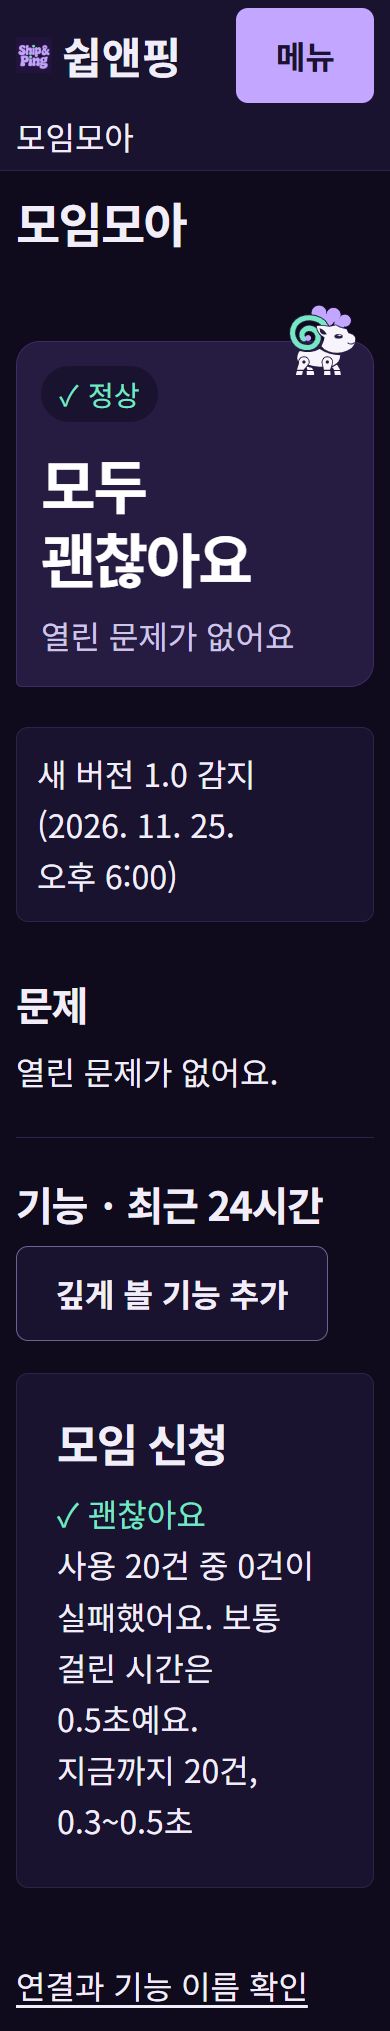 Ship&
Ping
쉽앤핑
메뉴
모임모아
모임모아
✓ 정상
모두
괜찮아요
열린 문제가 없어요
새 버전 1.0 감지
(2026. 11. 25.
오후 6:00)
문제
열린 문제가 없어요.
기능 · 최근 24시간
깊게 볼 기능 추가
모임 신청
✓ 괜찮아요
사용 20건 중 0건이
실패했어요. 보통
걸린 시간은
0.5초예요.
지금까지 20건,
0.3~0.5초
연결과 기능 이름 확인